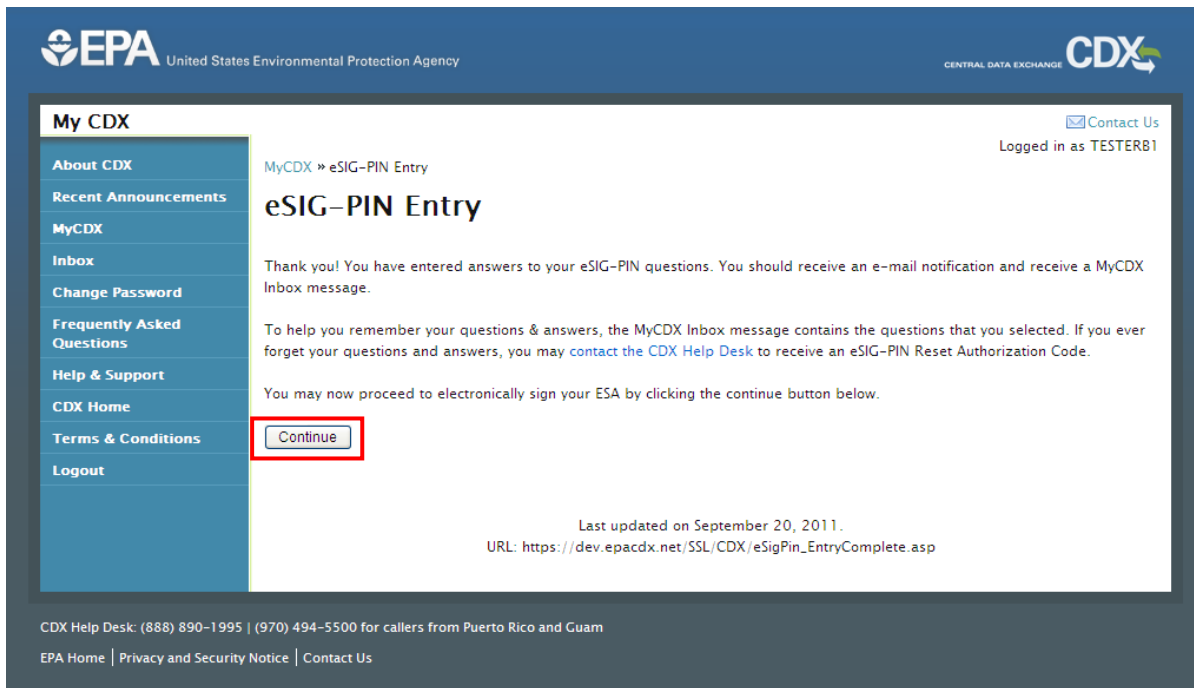 EPA United States Environmental Protection Agency
CENTRAL DATA EXCHANGE CDX
My CDX
Contact Us
Logged in as TESTERB1
About CDX
Recent Announcements
MyCDX
Inbox
Change Password
Frequently Asked
Questions
Help & Support
CDX Home
Terms & Conditions
Logout
MyCDX » eSIG-PIN Entry
eSIG-PIN Entry
Thank you! You have entered answers to your eSIG-PIN questions. You should receive an e-mail notification and receive a MyCDX
Inbox message.
To help you remember your questions & answers, the MyCDX Inbox message contains the questions that you selected. If you ever
forget your questions and answers, you may contact the CDX Help Desk to receive an eSIG-PIN Reset Authorization Code.
You may now proceed to electronically sign your ESA by clicking the continue button below.
Continue
Last updated on September 20, 2011.
URL: https://dev.epacdx.net/SSL/CDX/eSigPin_EntryComplete.asp
CDX Help Desk: (888) 890-1995 | (970) 494-5500 for callers from Puerto Rico and Guam
EPA Home | Privacy and Security Notice | Contact Us